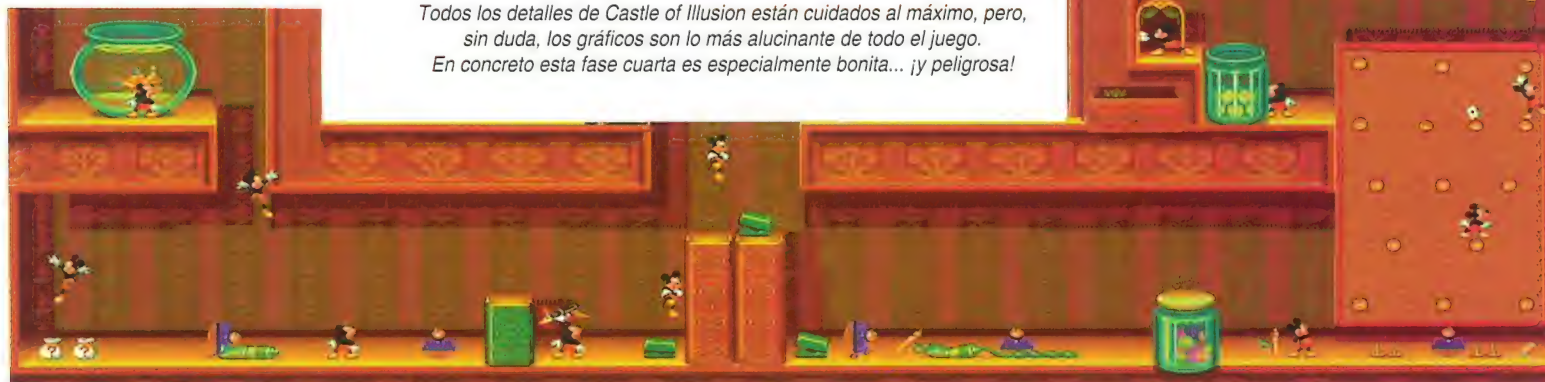 Todos los detalles de Castle of Illusion están cuidados al máximo, pero,
sin duda, los gráficos son lo más alucinante de todo el juego.
En concreto esta fase cuarta es especialmente bonita... ¡y peligrosa!
? ?